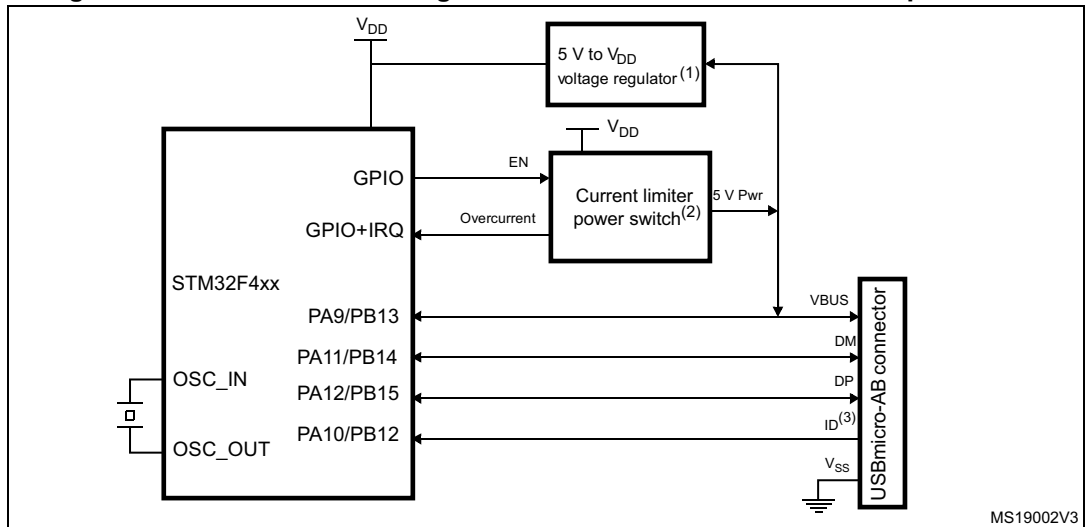 VDD
5 V to VDD
voltage regulator(1)
VDD
GPIO
EN
Current limiter
power switch(2)
5 V Pwr
GPIO+IRQ
Overcurrent
STM32F4xx
PA9/PB13
VBUS
PA11/PB14
DM
PA12/PB15
DP
PA10/PB12
ID(3)
OSC_IN
OSC_OUT
VSS
USBmicro-AB connector
MS19002V3